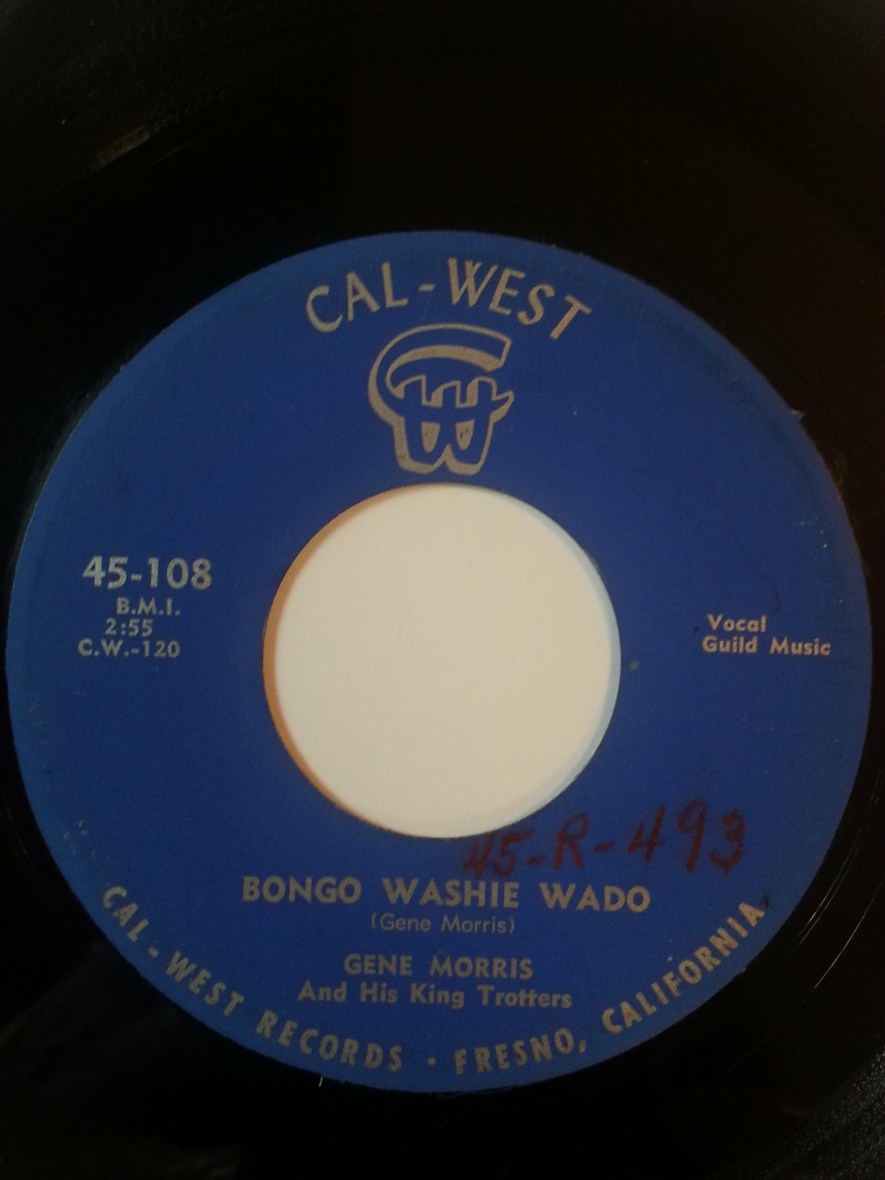 CAL-WEST
CW
45-108
B.M.I.
2:55
C.W.-120
Vocal
Guild Music
45-R-493
BONGO WASHIE WADO
(Gene Morris)
GENE MORRIS
And His King Trotters
CAL-WEST RECORDS · FRESNO, CALIFORNIA